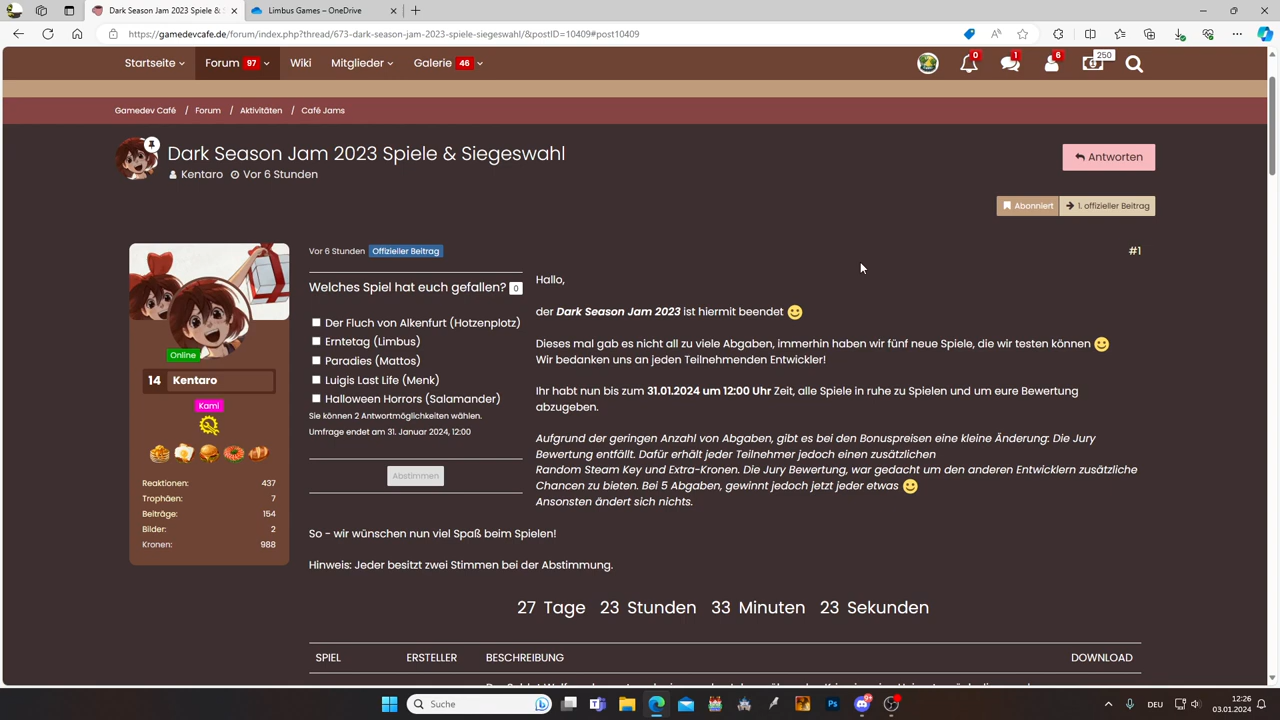 Dark Season Jam 2023 Spiele & S
Limbus Games – OneDrive
https://gamedevcafe.de/forum/index.php?thread/673-dark-season-jam-2023-spiele-siegeswahl/&postID=10409#post10409
Startseite Forum 97 Wiki Mitglieder Galerie 46 0 1 6 250
Gamedev Café / Forum / Aktivitäten / Café Jams
Dark Season Jam 2023 Spiele & Siegeswahl
Kentaro Vor 6 Stunden
Antworten
Abonniert 1. offizieller Beitrag
Vor 6 Stunden Offizieller Beitrag #1
Welches Spiel hat euch gefallen? 0
Der Fluch von Alkenfurt (Hotzenplotz)
Erntetag (Limbus)
Paradies (Mattos)
Luigis Last Life (Menk)
Halloween Horrors (Salamander)
Sie können 2 Antwortmöglichkeiten wählen.
Umfrage endet am 31. Januar 2024, 12:00
Abstimmen
Online
14 Kentaro
Kami
Reaktionen: 437
Trophäen: 7
Beiträge: 154
Bilder: 2
Kronen: 988
Hallo,
der Dark Season Jam 2023 ist hiermit beendet
Dieses mal gab es nicht all zu viele Abgaben, immerhin haben wir fünf neue Spiele, die wir testen können
Wir bedanken uns an jeden Teilnehmenden Entwickler!
Ihr habt nun bis zum 31.01.2024 um 12:00 Uhr Zeit, alle Spiele in ruhe zu Spielen und um eure Bewertung
abzugeben.
Aufgrund der geringen Anzahl von Abgaben, gibt es bei den Bonuspreisen eine kleine Änderung: Die Jury
Bewertung entfällt. Dafür erhält jeder Teilnehmer jedoch einen zusätzlichen
Random Steam Key und Extra-Kronen. Die Jury Bewertung, war gedacht um den anderen Entwicklern zusätzliche
Chancen zu bieten. Bei 5 Abgaben, gewinnt jedoch jetzt jeder etwas
Ansonsten ändert sich nichts.
So - wir wünschen nun viel Spaß beim Spielen!
Hinweis: Jeder besitzt zwei Stimmen bei der Abstimmung.
27 Tage 23 Stunden 33 Minuten 23 Sekunden
SPIEL ERSTELLER BESCHREIBUNG DOWNLOAD
Suche
DEU
12:26
03.01.2024